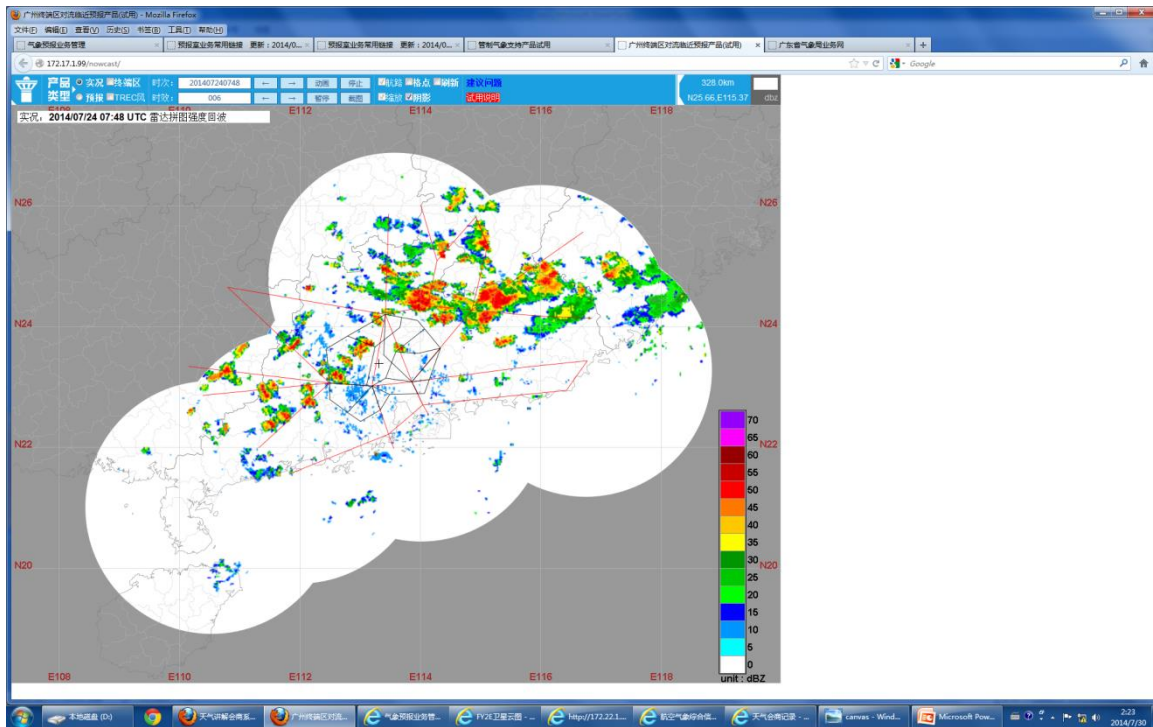 广州终端区对流临近预报产品(试用) - Mozilla Firefox
文件(F) 编辑(E) 查看(V) 历史(S) 书签(B) 工具(T) 帮助(H)
气象预报业务管理 × 预报室业务常用链接 更新：2014/0... × 预报室业务常用链接 更新：2014/0... × 管制气象支持产品试用 × 广州终端区对流临近预报产品(试用) × 广东省气象局业务网 × +
172.17.1.99/nowcast/ Google
产品 实况 终端区 时次： 201407240748 ← → 动画 停止 航路 格点 刷新 建议问题 328.0km
类型 预报 TREC风 时效： 006 ← → 暂停 截图 缩放 阴影 试用说明 N25.66,E115.37 dbz
E108 E110 E112 E114 E116 E118
实况：2014/07/24 07:48 UTC 雷达拼图强度回波
N26 N26
N24 N24
70
65
N22 N22
60
55
50
45
40
35
30
N20 N20
25
20
15
10
5
0
E108 E110 E112 E114 E116 E118
unit : dBZ
本地磁盘 (D:) 天气讲解会商系... 广州终端区对流... 气象预报业务管... FY2E卫星云图 - ... http://172.22.1.... 航空气象综合信... 天气会商记录 - ... canvas - Wind... Microsoft Pow... 2:23
2014/7/30